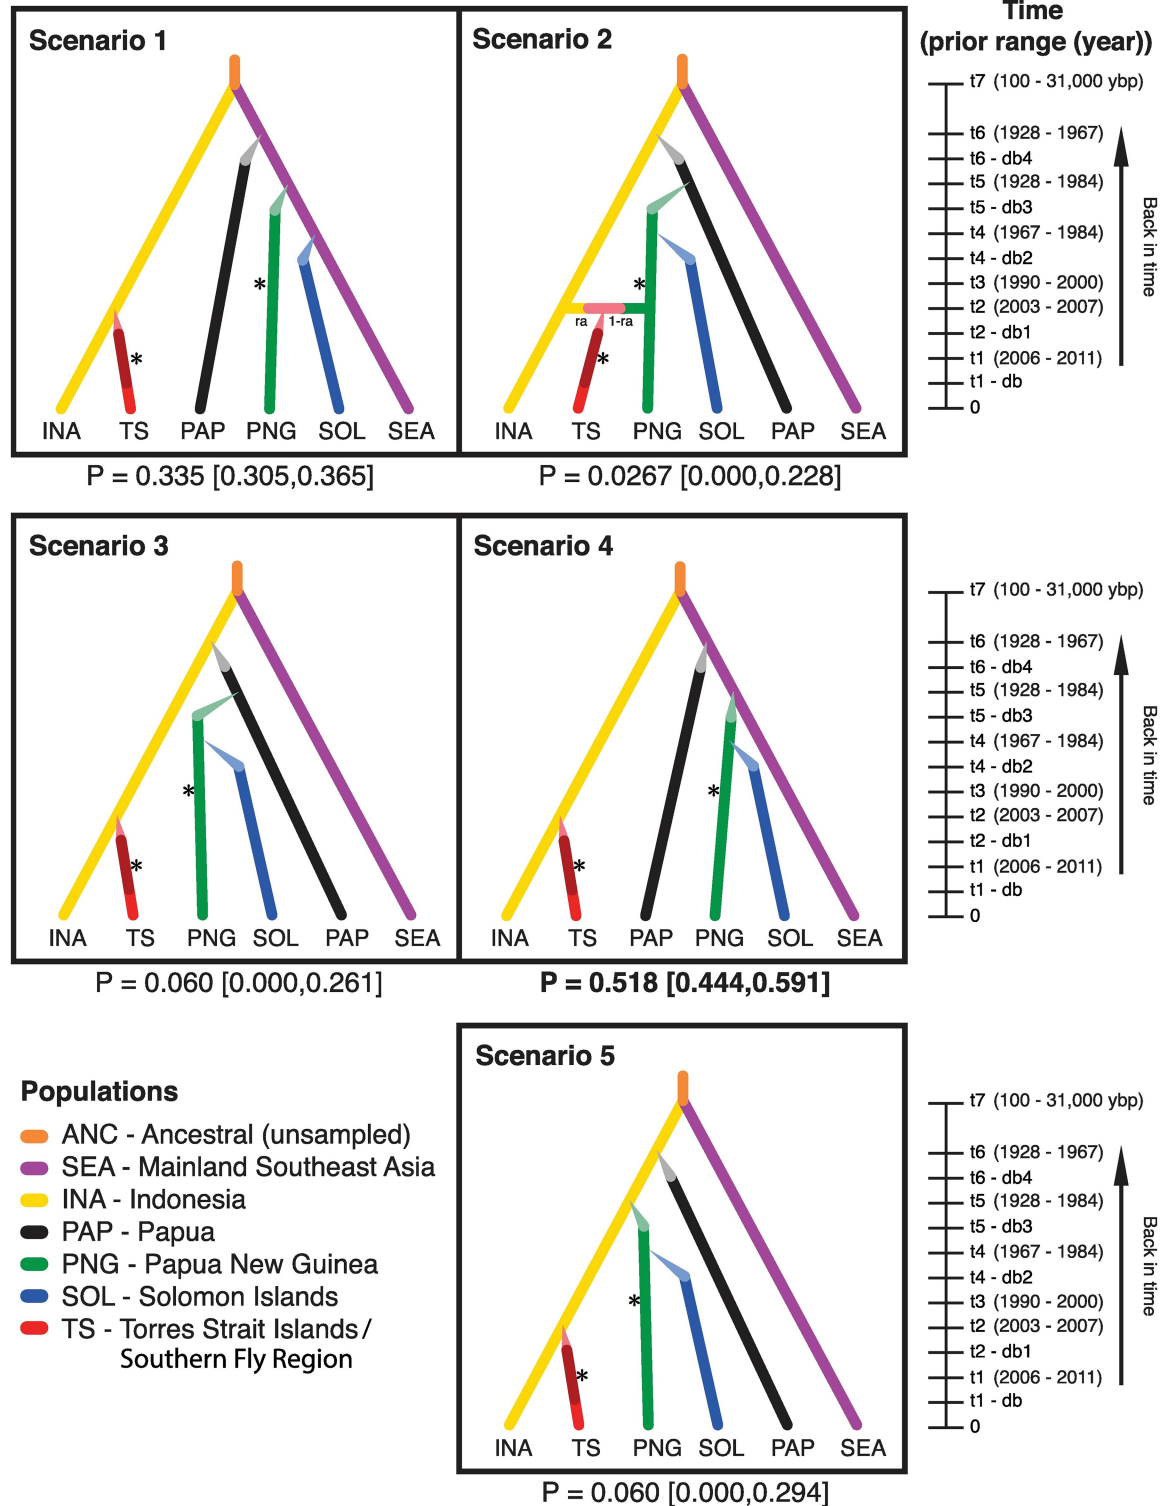 Scenario 1
Scenario 2
Time
(prior range (year))
t7 (100 - 31,000 ybp)
t6 (1928 - 1967)
t6 - db4
t5 (1928 - 1984)
t5 - db3
t4 (1967 - 1984)
t4 - db2
t3 (1990 - 2000)
t2 (2003 - 2007)
t2 - db1
t1 (2006 - 2011)
t1 - db
0
Back in time
*
*
INA TS PAP PNG SOL SEA
P = 0.335 [0.305,0.365]
*
ra 1-ra
*
INA TS PNG SOL PAP SEA
P = 0.0267 [0.000,0.228]
Scenario 3
Scenario 4
t7 (100 - 31,000 ybp)
t6 (1928 - 1967)
t6 - db4
t5 (1928 - 1984)
t5 - db3
t4 (1967 - 1984)
t4 - db2
t3 (1990 - 2000)
t2 (2003 - 2007)
t2 - db1
t1 (2006 - 2011)
t1 - db
0
Back in time
*
*
INA TS PNG SOL PAP SEA
P = 0.060 [0.000,0.261]
*
*
INA TS PAP PNG SOL SEA
P = 0.518 [0.444,0.591]
Populations
ANC - Ancestral (unsampled)
SEA - Mainland Southeast Asia
INA - Indonesia
PAP - Papua
PNG - Papua New Guinea
SOL - Solomon Islands
TS - Torres Strait Islands /
Southern Fly Region
Scenario 5
*
*
INA TS PNG SOL PAP SEA
P = 0.060 [0.000,0.294]
t7 (100 - 31,000 ybp)
t6 (1928 - 1967)
t6 - db4
t5 (1928 - 1984)
t5 - db3
t4 (1967 - 1984)
t4 - db2
t3 (1990 - 2000)
t2 (2003 - 2007)
t2 - db1
t1 (2006 - 2011)
t1 - db
0
Back in time